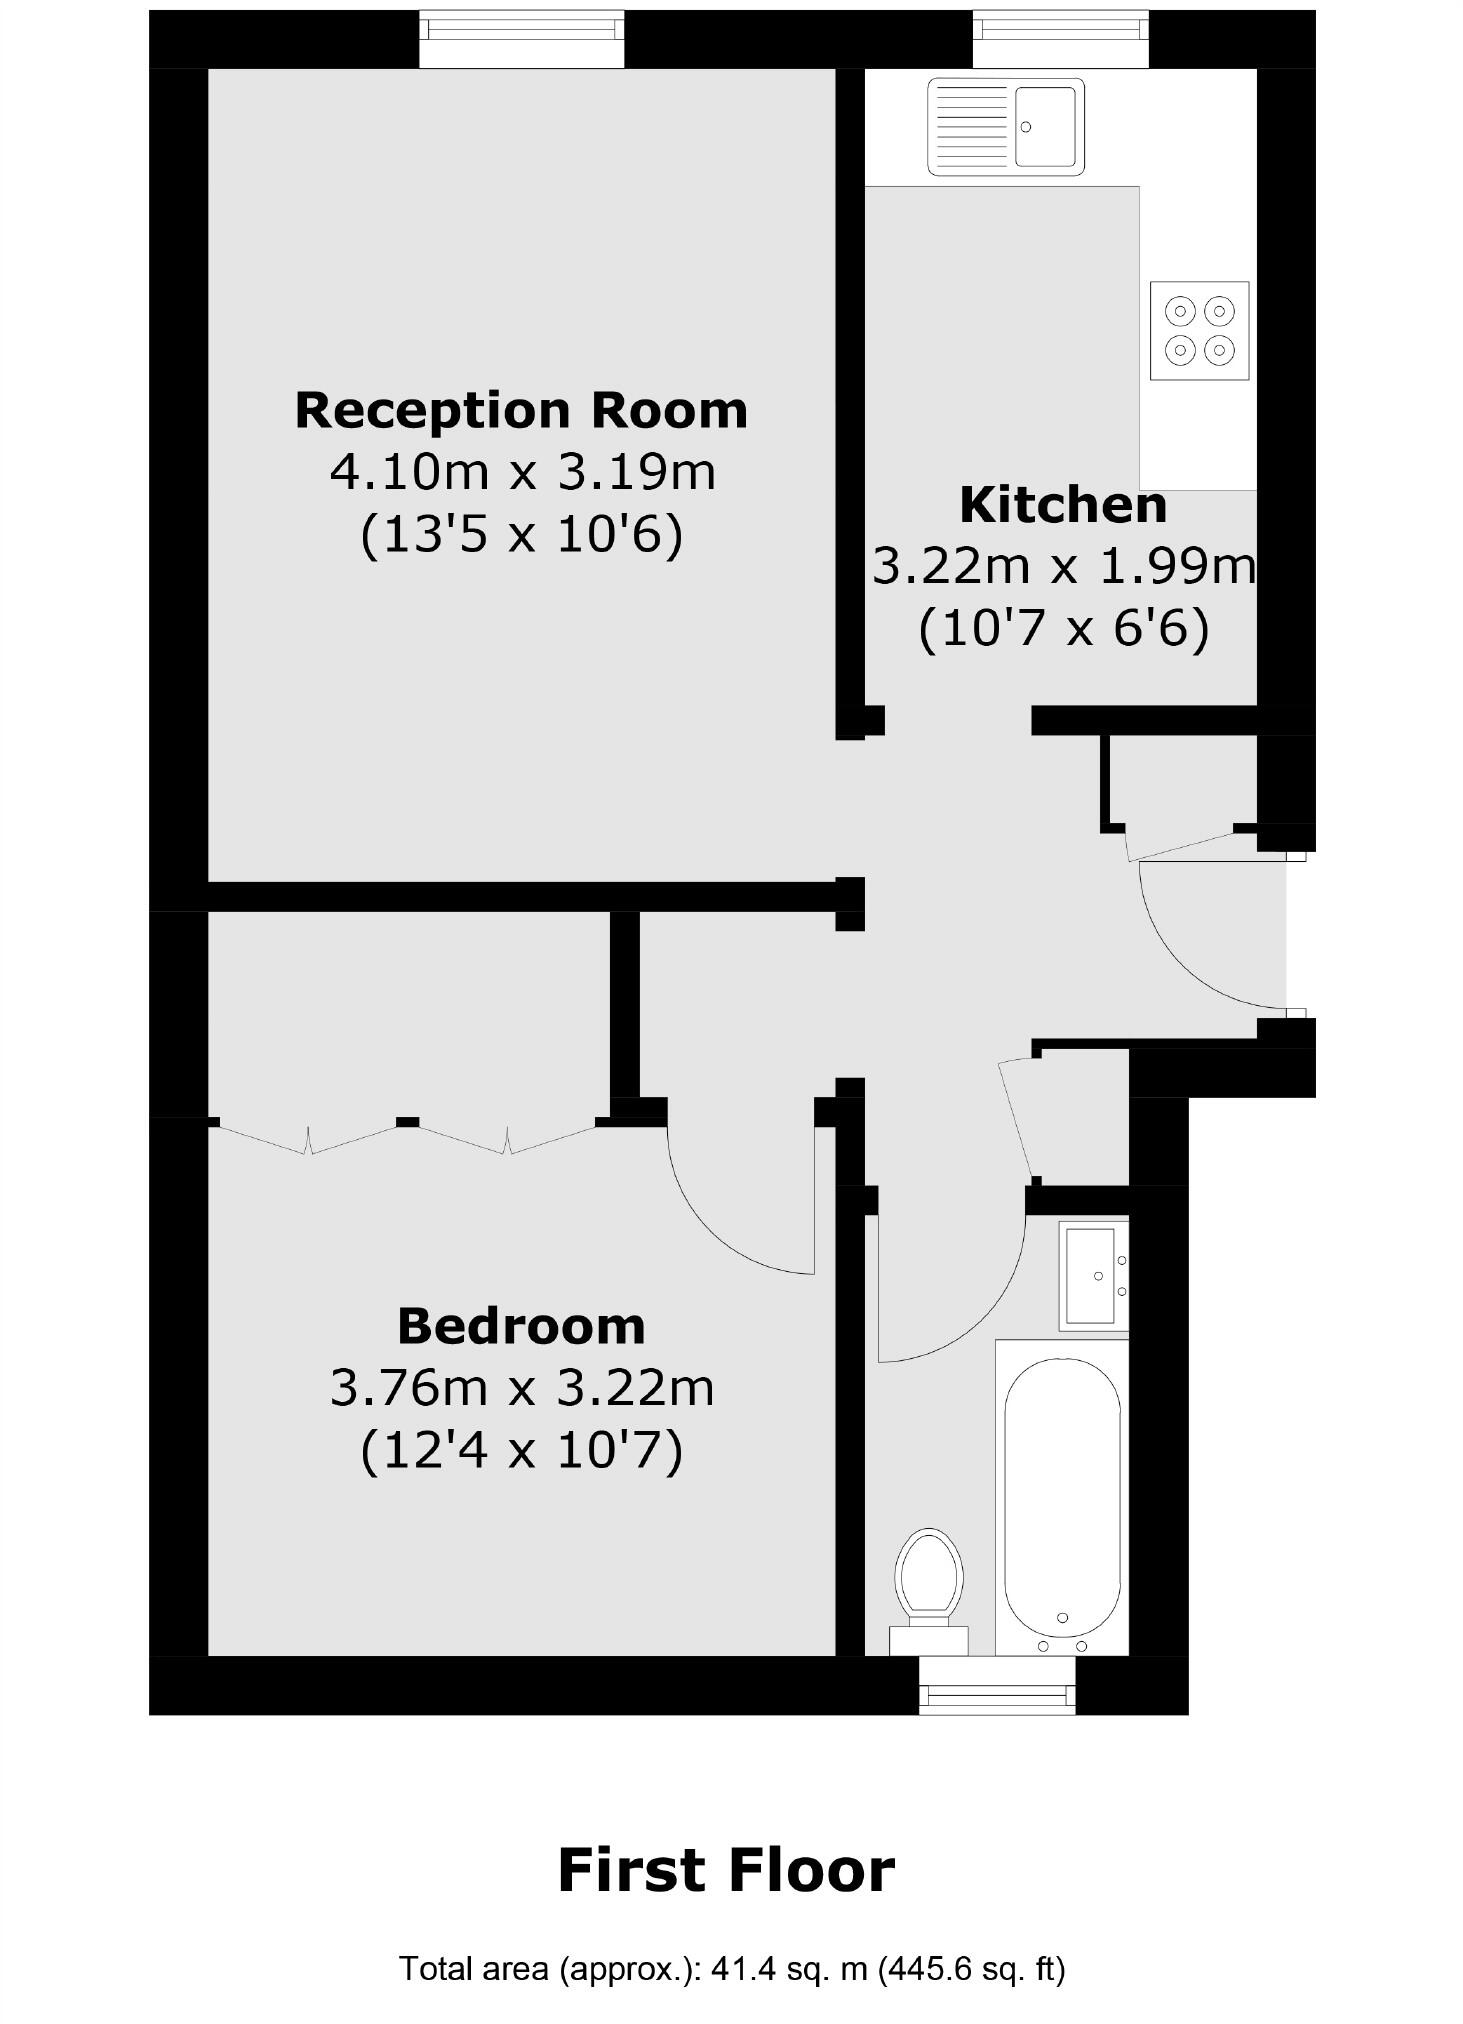 Reception Room
4.10m x 3.19m
(13'5 x 10'6)
Kitchen
3.22m x 1.99m
(10'7 x 6'6)
Bedroom
3.76m x 3.22m
(12'4 x 10'7)
First Floor
Total area (approx.): 41.4 sq. m (445.6 sq. ft)